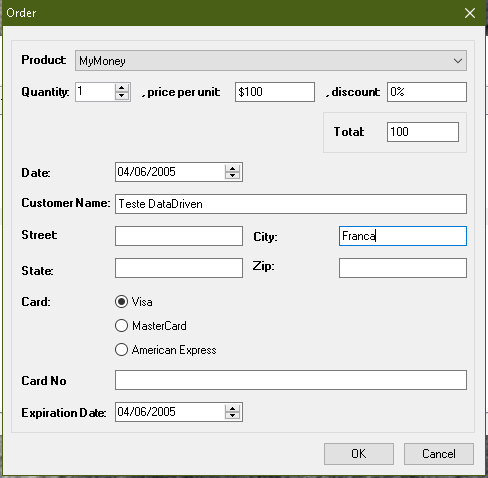 Order
Product: MyMoney
Quantity: 1 , price per unit: $100 , discount: 0%
Total: 100
Date: 04/06/2005
Customer Name: Teste DataDriven
Street: City: Franca
State: Zip:
Card: Visa
MasterCard
American Express
Card No
Expiration Date: 04/06/2005
OK Cancel